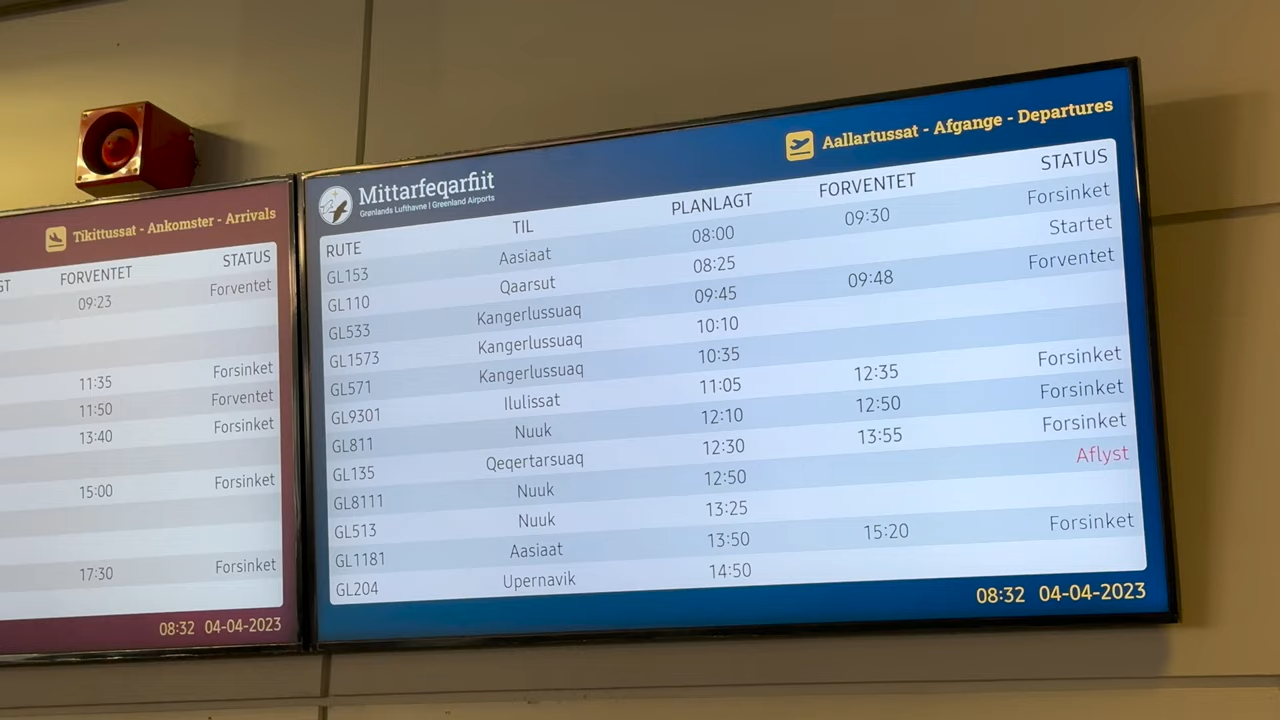 Tikittussat - Ankomster - Arrivals
GT FORVENTET STATUS
09:23 Forventet
11:35 Forsinket
11:50 Forventet
13:40 Forsinket
15:00 Forsinket
17:30 Forsinket
08:32 04-04-2023
Mittarfeqarfiit
Grønlands Lufthavne | Greenland Airports
Aallartussat - Afgange - Departures
RUTE TIL PLANLAGT FORVENTET STATUS
GL153 Aasiaat 08:00 09:30 Forsinket
GL110 Qaarsut 08:25 Startet
GL533 Kangerlussuaq 09:45 09:48 Forventet
GL1573 Kangerlussuaq 10:10
GL571 Kangerlussuaq 10:35
GL9301 Ilulissat 11:05 12:35 Forsinket
GL811 Nuuk 12:10 12:50 Forsinket
GL135 Qeqertarsuaq 12:30 13:55 Forsinket
GL8111 Nuuk 12:50 Aflyst
GL513 Nuuk 13:25
GL1181 Aasiaat 13:50 15:20 Forsinket
GL204 Upernavik 14:50
08:32 04-04-2023